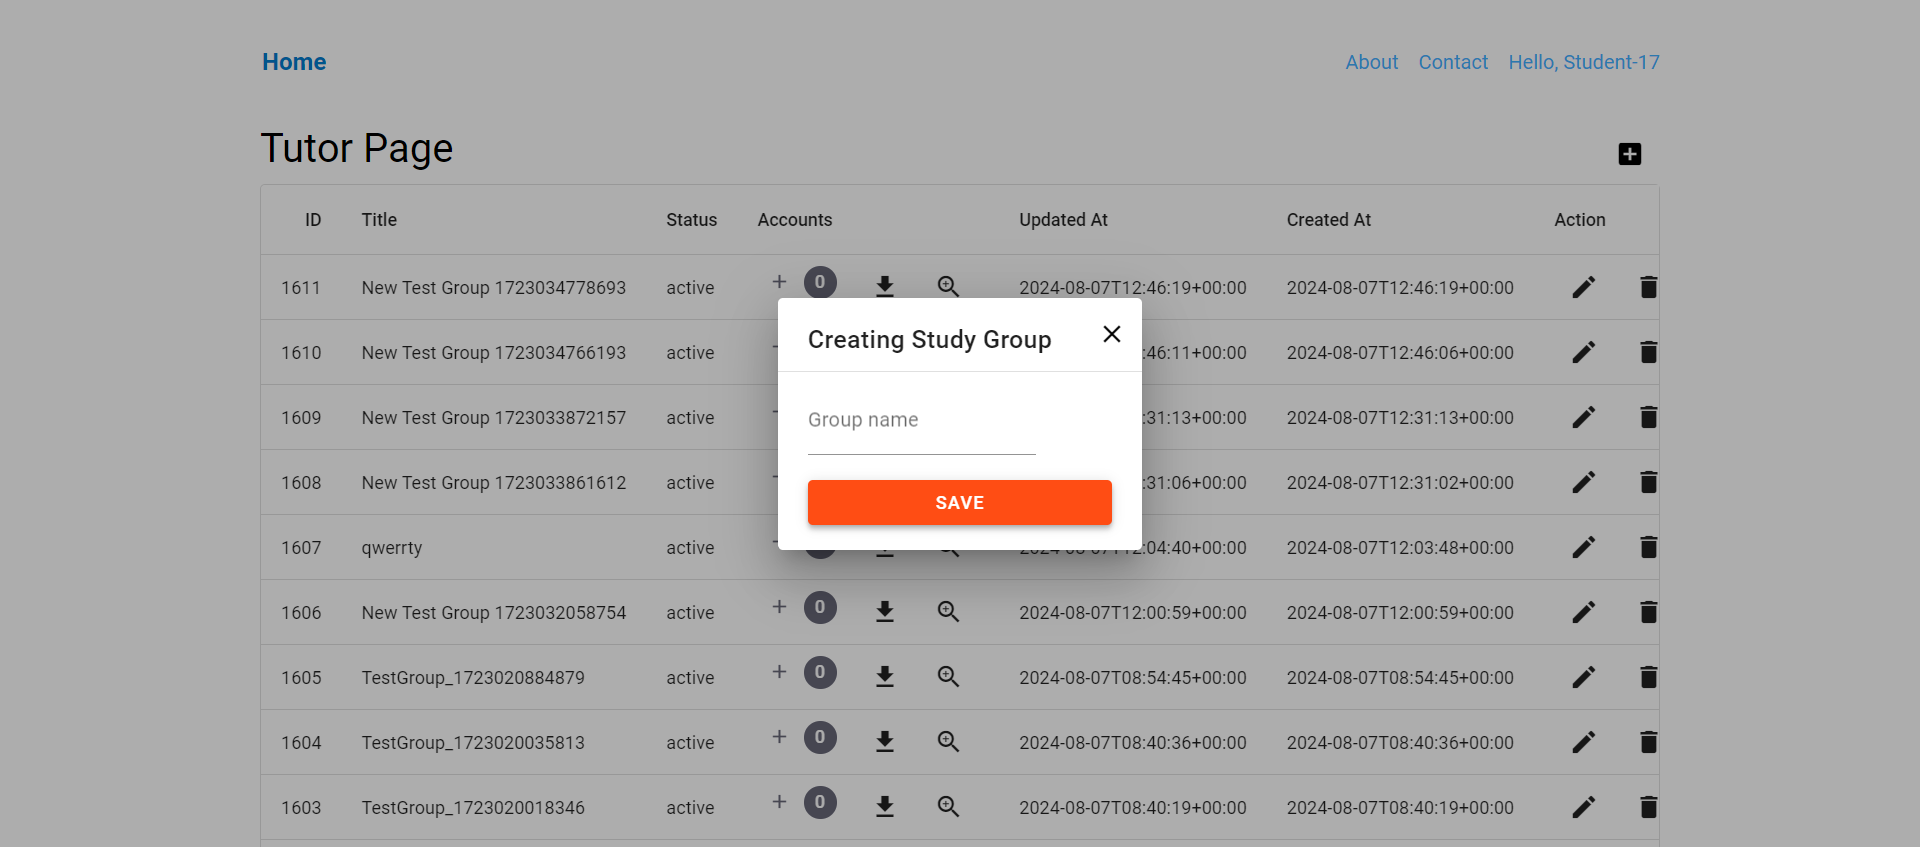 Home About Contact Hello, Student-17
Tutor Page
ID Title Status Accounts Updated At Created At Action
1611 New Test Group 1723034778693 active + 0 2024-08-07T12:46:19+00:00 2024-08-07T12:46:19+00:00
1610 New Test Group 1723034766193 active :46:11+00:00 2024-08-07T12:46:06+00:00
1609 New Test Group 1723033872157 active :31:13+00:00 2024-08-07T12:31:13+00:00
1608 New Test Group 1723033861612 active :31:06+00:00 2024-08-07T12:31:02+00:00
1607 qwerrty active :04:40+00:00 2024-08-07T12:03:48+00:00
1606 New Test Group 1723032058754 active + 0 2024-08-07T12:00:59+00:00 2024-08-07T12:00:59+00:00
1605 TestGroup_1723020884879 active + 0 2024-08-07T08:54:45+00:00 2024-08-07T08:54:45+00:00
1604 TestGroup_1723020035813 active + 0 2024-08-07T08:40:36+00:00 2024-08-07T08:40:36+00:00
1603 TestGroup_1723020018346 active + 0 2024-08-07T08:40:19+00:00 2024-08-07T08:40:19+00:00
Creating Study Group
Group name
SAVE